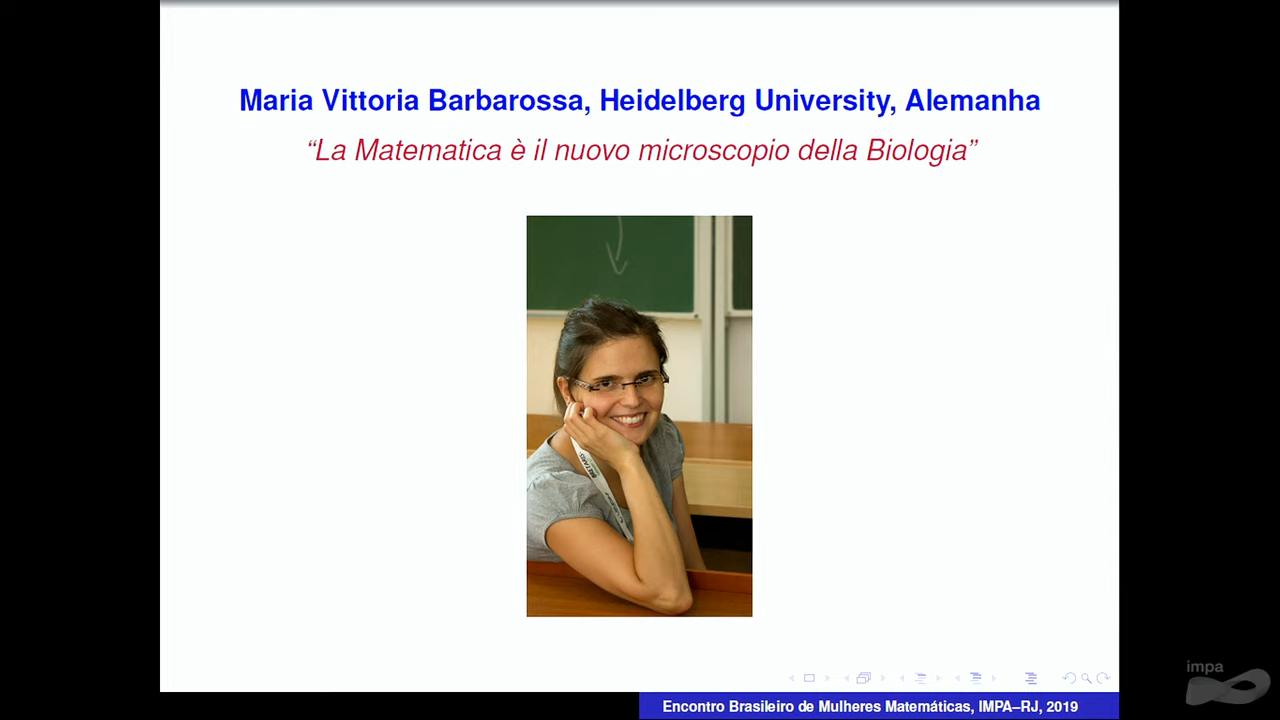 Maria Vittoria Barbarossa, Heidelberg University, Alemanha
“La Matematica è il nuovo microscopio della Biologia”
impa
Encontro Brasileiro de Mulheres Matemáticas, IMPA–RJ, 2019